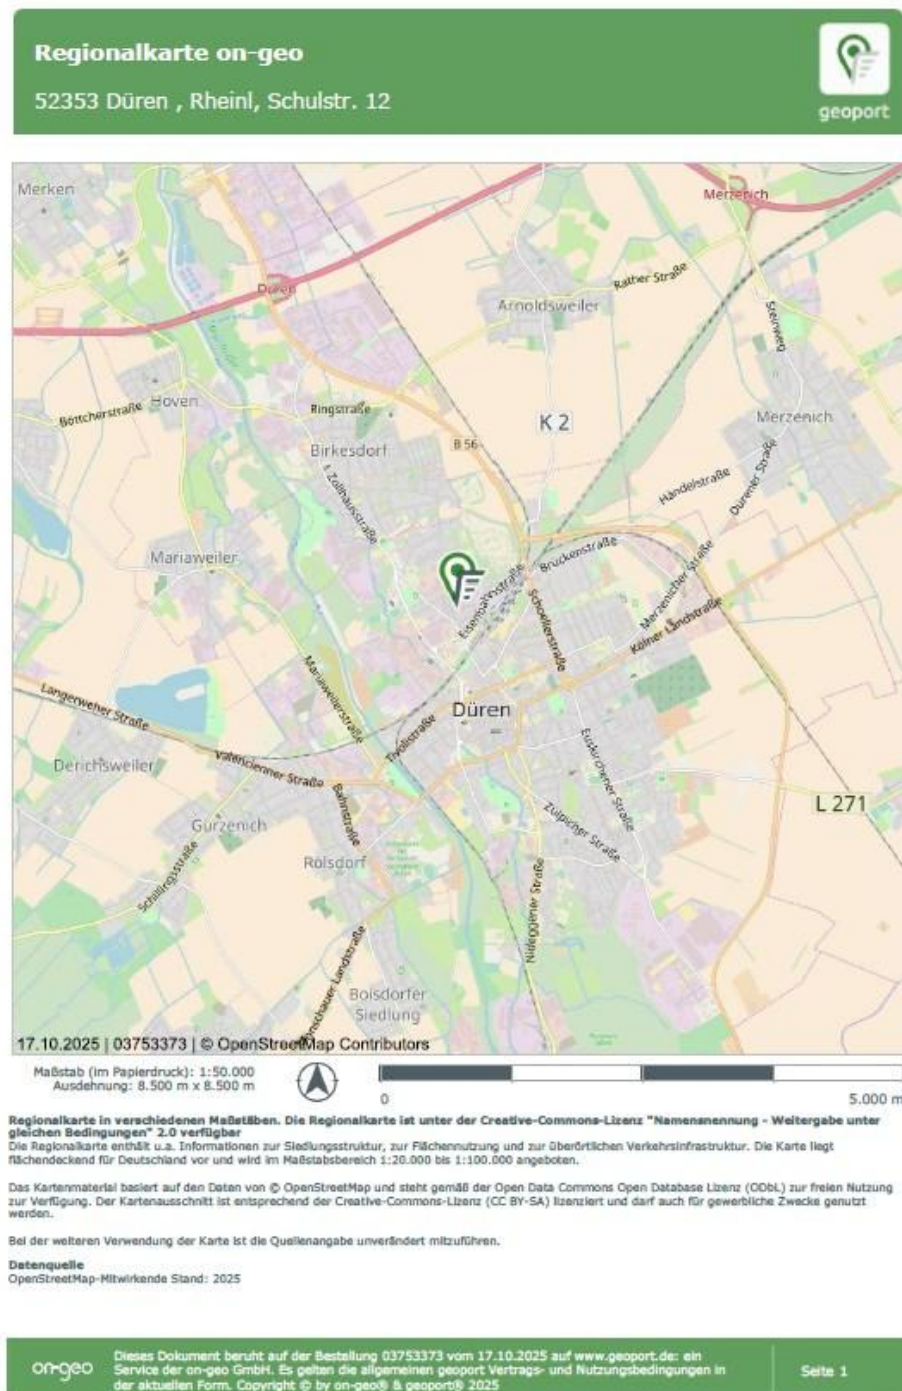 Regionalkarte on-geo
52353 Düren , Rheinl, Schulstr. 12
geoport
Merken
Merzenich
Düren
Rather Straße
Arnoldsweiler
Steinweg
Hoven
Böttcherstraße
Ringstraße
K 2
Merzenich
B 56
Birkesdorf
Händelstraße
Dürener Straße
Zollhausstraße
Mariaweiler
Brückenstraße
Eisenbahnstraße
Merzenicher Straße
Schoellerstraße
Kölner Landstraße
Mariaweilerstraße
Langerweher Straße
Düren
Tivolistraße
Euskirchener Straße
Derichsweiler
Valencienner Straße
Bahnstraße
L 271
Gürzenich
Zülpicher Straße
Rölsdorf
Schillingsstraße
Nideggener Straße
Monschauer Landstraße
Boisdorfer
Siedlung
17.10.2025 | 03753373 | © OpenStreetMap Contributors
Maßstab (im Papierdruck): 1:50.000
Ausdehnung: 8.500 m x 8.500 m
0
5.000 m
Regionalkarte in verschiedenen Maßstäben. Die Regionalkarte ist unter der Creative-Commons-Lizenz "Namensnennung - Weitergabe unter
gleichen Bedingungen" 2.0 verfügbar
Die Regionalkarte enthält u.a. Informationen zur Siedlungsstruktur, zur Flächennutzung und zur überörtlichen Verkehrsinfrastruktur. Die Karte liegt
flächendeckend für Deutschland vor und wird im Maßstabsbereich 1:20.000 bis 1:100.000 angeboten.
Das Kartenmaterial basiert auf den Daten von © OpenStreetMap und steht gemäß der Open Data Commons Open Database Lizenz (ODbL) zur freien Nutzung
zur Verfügung. Der Kartenausschnitt ist entsprechend der Creative-Commons-Lizenz (CC BY-SA) lizenziert und darf auch für gewerbliche Zwecke genutzt
werden.
Bei der weiteren Verwendung der Karte ist die Quellenangabe unverändert mitzuführen.
Datenquelle
OpenStreetMap-Mitwirkende Stand: 2025
on-geo
Dieses Dokument beruht auf der Bestellung 03753373 vom 17.10.2025 auf www.geoport.de: ein
Service der on-geo GmbH. Es gelten die allgemeinen geoport Vertrags- und Nutzungsbedingungen in
der aktuellen Form. Copyright © by on-geo® & geoport® 2025
Seite 1